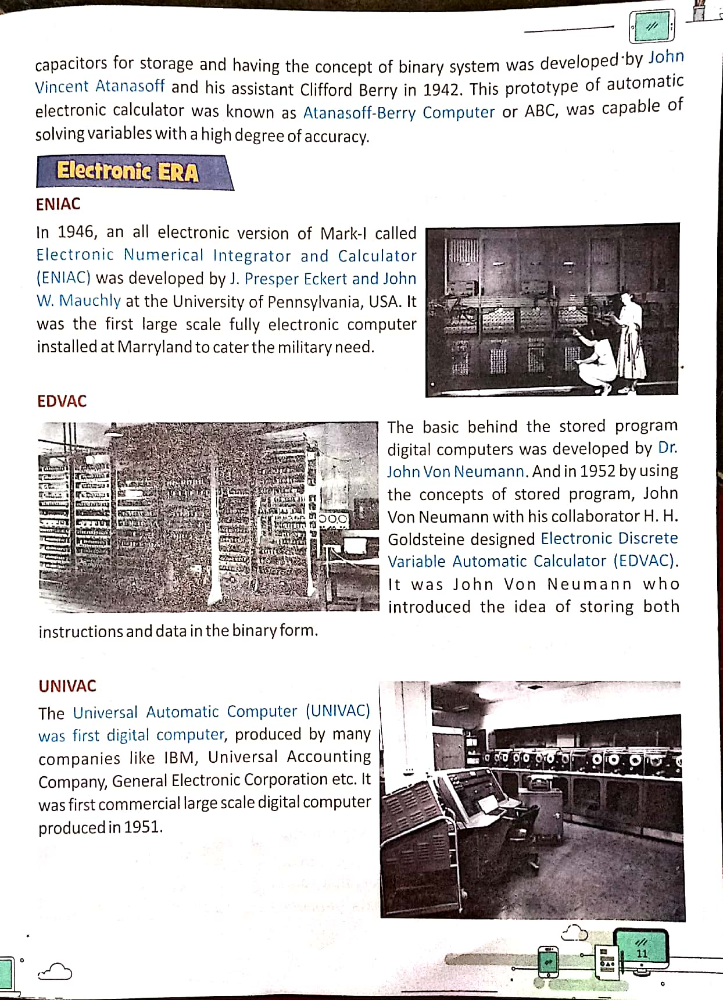 capacitors for storage and having the concept of binary system was developed by John
Vincent Atanasoff and his assistant Clifford Berry in 1942. This prototype of automatic
electronic calculator was known as Atanasoff-Berry Computer or ABC, was capable of
solving variables with a high degree of accuracy.
Electronic ERA
ENIAC
In 1946, an all electronic version of Mark-I called
Electronic Numerical Integrator and Calculator
(ENIAC) was developed by J. Presper Eckert and John
W. Mauchly at the University of Pennsylvania, USA. It
was the first large scale fully electronic computer
installed at Marryland to cater the military need.
EDVAC
The basic behind the stored program
digital computers was developed by Dr.
John Von Neumann. And in 1952 by using
the concepts of stored program, John
Von Neumann with his collaborator H. H.
Goldsteine designed Electronic Discrete
Variable Automatic Calculator (EDVAC).
It was John Von Neumann who
introduced the idea of storing both
instructions and data in the binary form.
UNIVAC
The Universal Automatic Computer (UNIVAC)
was first digital computer, produced by many
companies like IBM, Universal Accounting
Company, General Electronic Corporation etc. It
was first commercial large scale digital computer
produced in 1951.
11